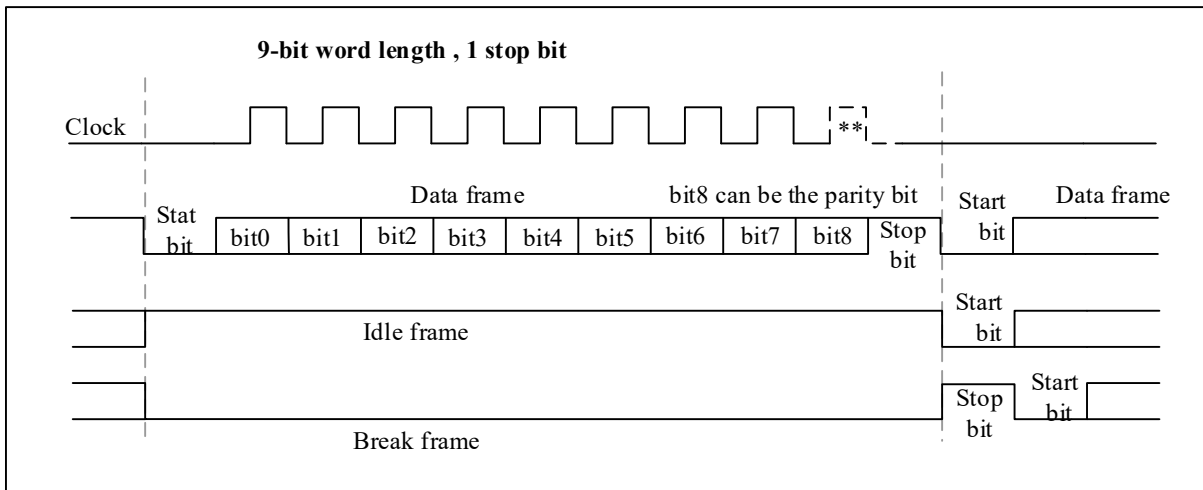 9-bit word length , 1 stop bit
Clock
**
Data frame
bit8 can be the parity bit
Data frame
Stat
bit
bit0
bit1
bit2
bit3
bit4
bit5
bit6
bit7
bit8
Stop
bit
Start
bit
Idle frame
Start
bit
Break frame
Stop
bit
Start
bit